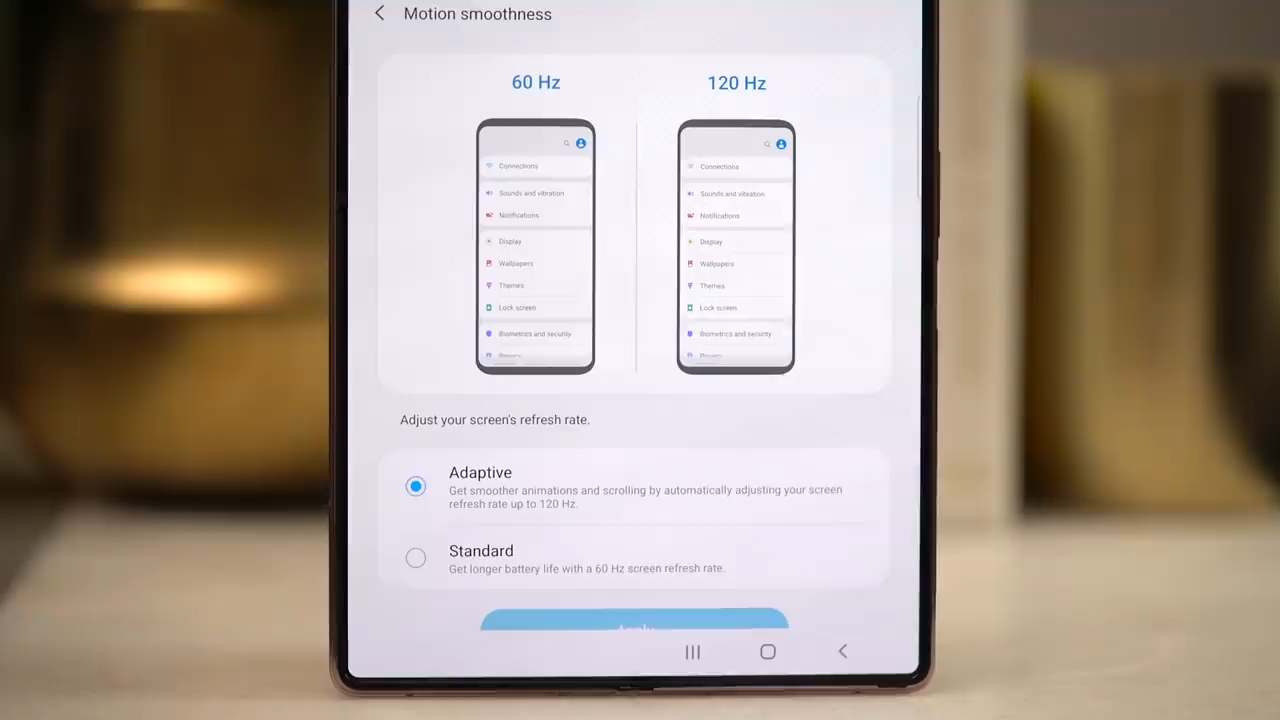 Motion smoothness
60 Hz
120 Hz
Connections
Sounds and vibration
Notifications
Display
Wallpapers
Themes
Lock screen
Biometrics and security
Privacy
Connections
Sounds and vibration
Notifications
Display
Wallpapers
Themes
Lock screen
Biometrics and security
Privacy
Adjust your screen's refresh rate.
Adaptive
Get smoother animations and scrolling by automatically adjusting your screen
refresh rate up to 120 Hz.
Standard
Get longer battery life with a 60 Hz screen refresh rate.
Apply